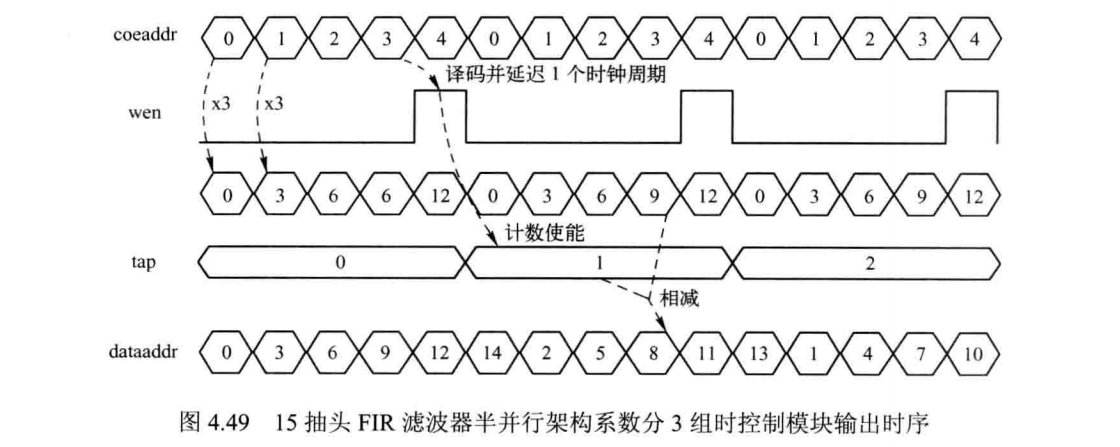 coeaddr 0 1 2 3 4 0 1 2 3 4 0 1 2 3 4
译码并延迟 1 个时钟周期
wen x3 x3
0 3 6 6 12 0 3 6 9 12 0 3 6 9 12
计数使能
tap 0 1 2
相减
dataaddr 0 3 6 9 12 14 2 5 8 11 13 1 4 7 10
图 4.49 15 抽头 FIR 滤波器半并行架构系数分 3 组时控制模块输出时序